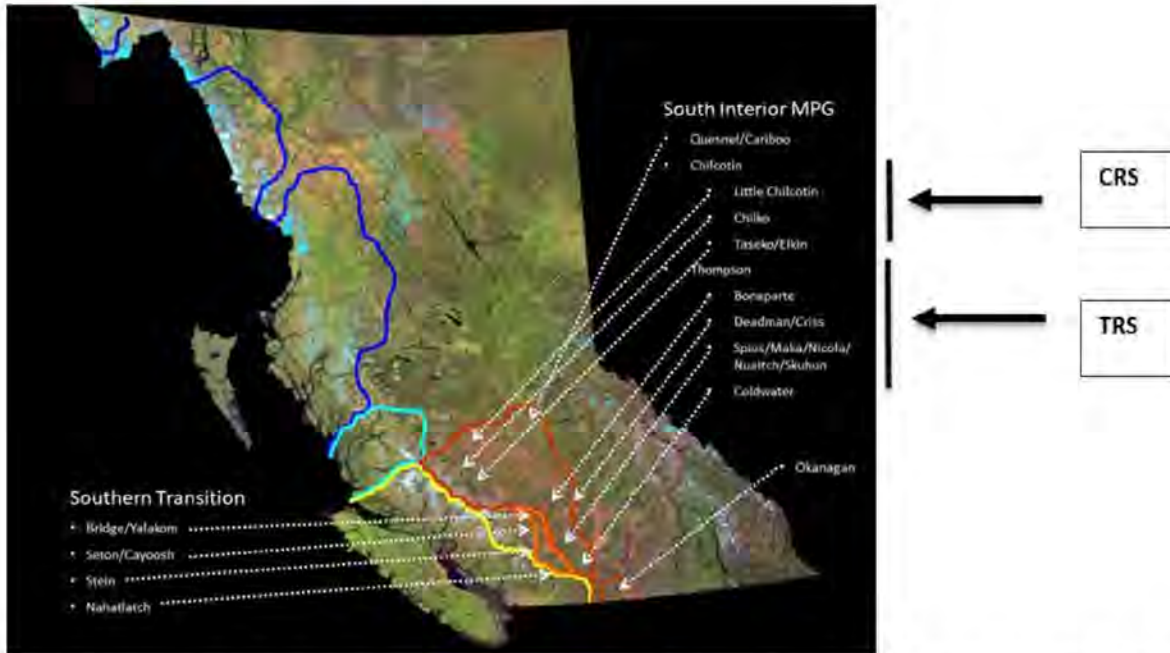 South Interior MPG
• Quesnel/Cariboo
• Chilcotin
• Little Chilcotin
• Chilko
• Taseko/Elkin
• Thompson
• Bonaparte
• Deadman/Criss
• Spius/Maka/Nicola/
Nuaitch/Skuhun
• Coldwater
• Okanagan
Southern Transition
• Bridge/Yalakom
• Seton/Cayoosh
• Stein
• Nahatlatch
CRS
TRS